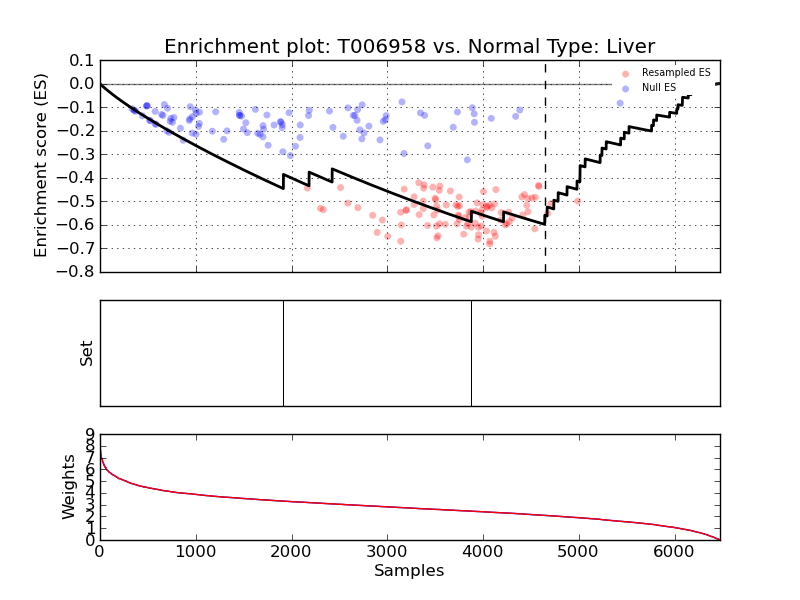 Enrichment plot: T006958 vs. Normal Type: Liver
Enrichment score (ES)
0.1
0.0
−0.1
−0.2
−0.3
−0.4
−0.5
−0.6
−0.7
−0.8
Resampled ES
Null ES
Set
Weights
9
8
7
6
5
4
3
2
1
0
0 1000 2000 3000 4000 5000 6000
Samples